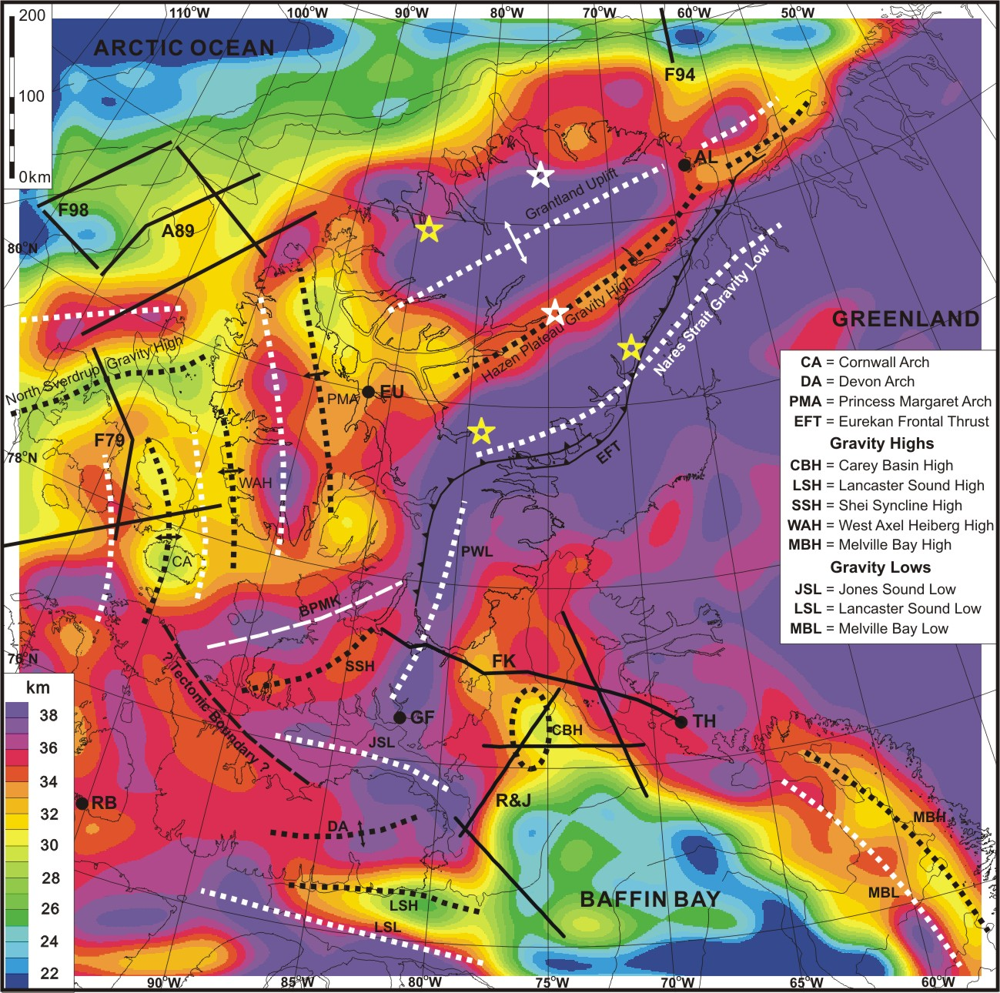 110°W 100°W 90°W 80°W 70°W 60°W 50°W
200
100
0km
ARCTIC OCEAN
F94
AL
Grantland Uplift
F98
A89
80°N
GREENLAND
Nares Strait Gravity Low
Hazen Plateau Gravity High
North Sverdrup Gravity High
PMA
EU
F79
78°N
EFT
WAH
CA
PWL
BPMK
CA = Cornwall Arch
DA = Devon Arch
PMA = Princess Margaret Arch
EFT = Eurekan Frontal Thrust
Gravity Highs
CBH = Carey Basin High
LSH = Lancaster Sound High
SSH = Shei Syncline High
WAH = West Axel Heiberg High
MBH = Melville Bay High
Gravity Lows
JSL = Jones Sound Low
LSL = Lancaster Sound Low
MBL = Melville Bay Low
76°N
SSH
FK
? Tectonic Boundary ?
GF
CBH
TH
JSL
km
38
36
34
32
30
28
26
24
22
RB
R&J
DA
MBH
MBL
LSH
LSL
BAFFIN BAY
90°W 85°W 80°W 75°W 70°W 65°W 60°W